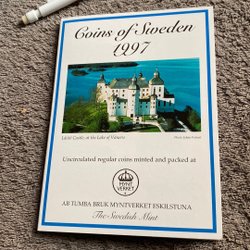 Coins of Sweden
1997
Läckö Castle, at the Lake of Vänern
Uncirculated regular coins minted and packed at
MYNT
VERKET
AB TUMBA BRUK MYNTVERKET ESKILSTUNA
The Swedish Mint